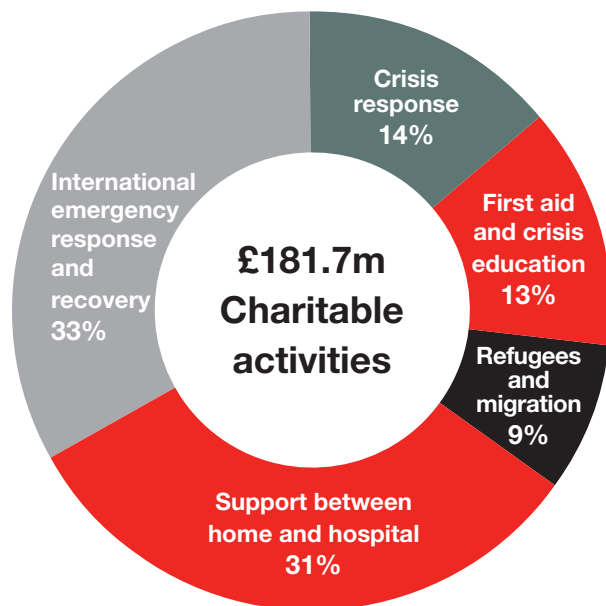 Crisis
response
14%
First aid
and crisis
education
13%
Refugees
and
migration
9%
Support between
home and hospital
31%
International
emergency
response
and
recovery
33%
£181.7m
Charitable
activities